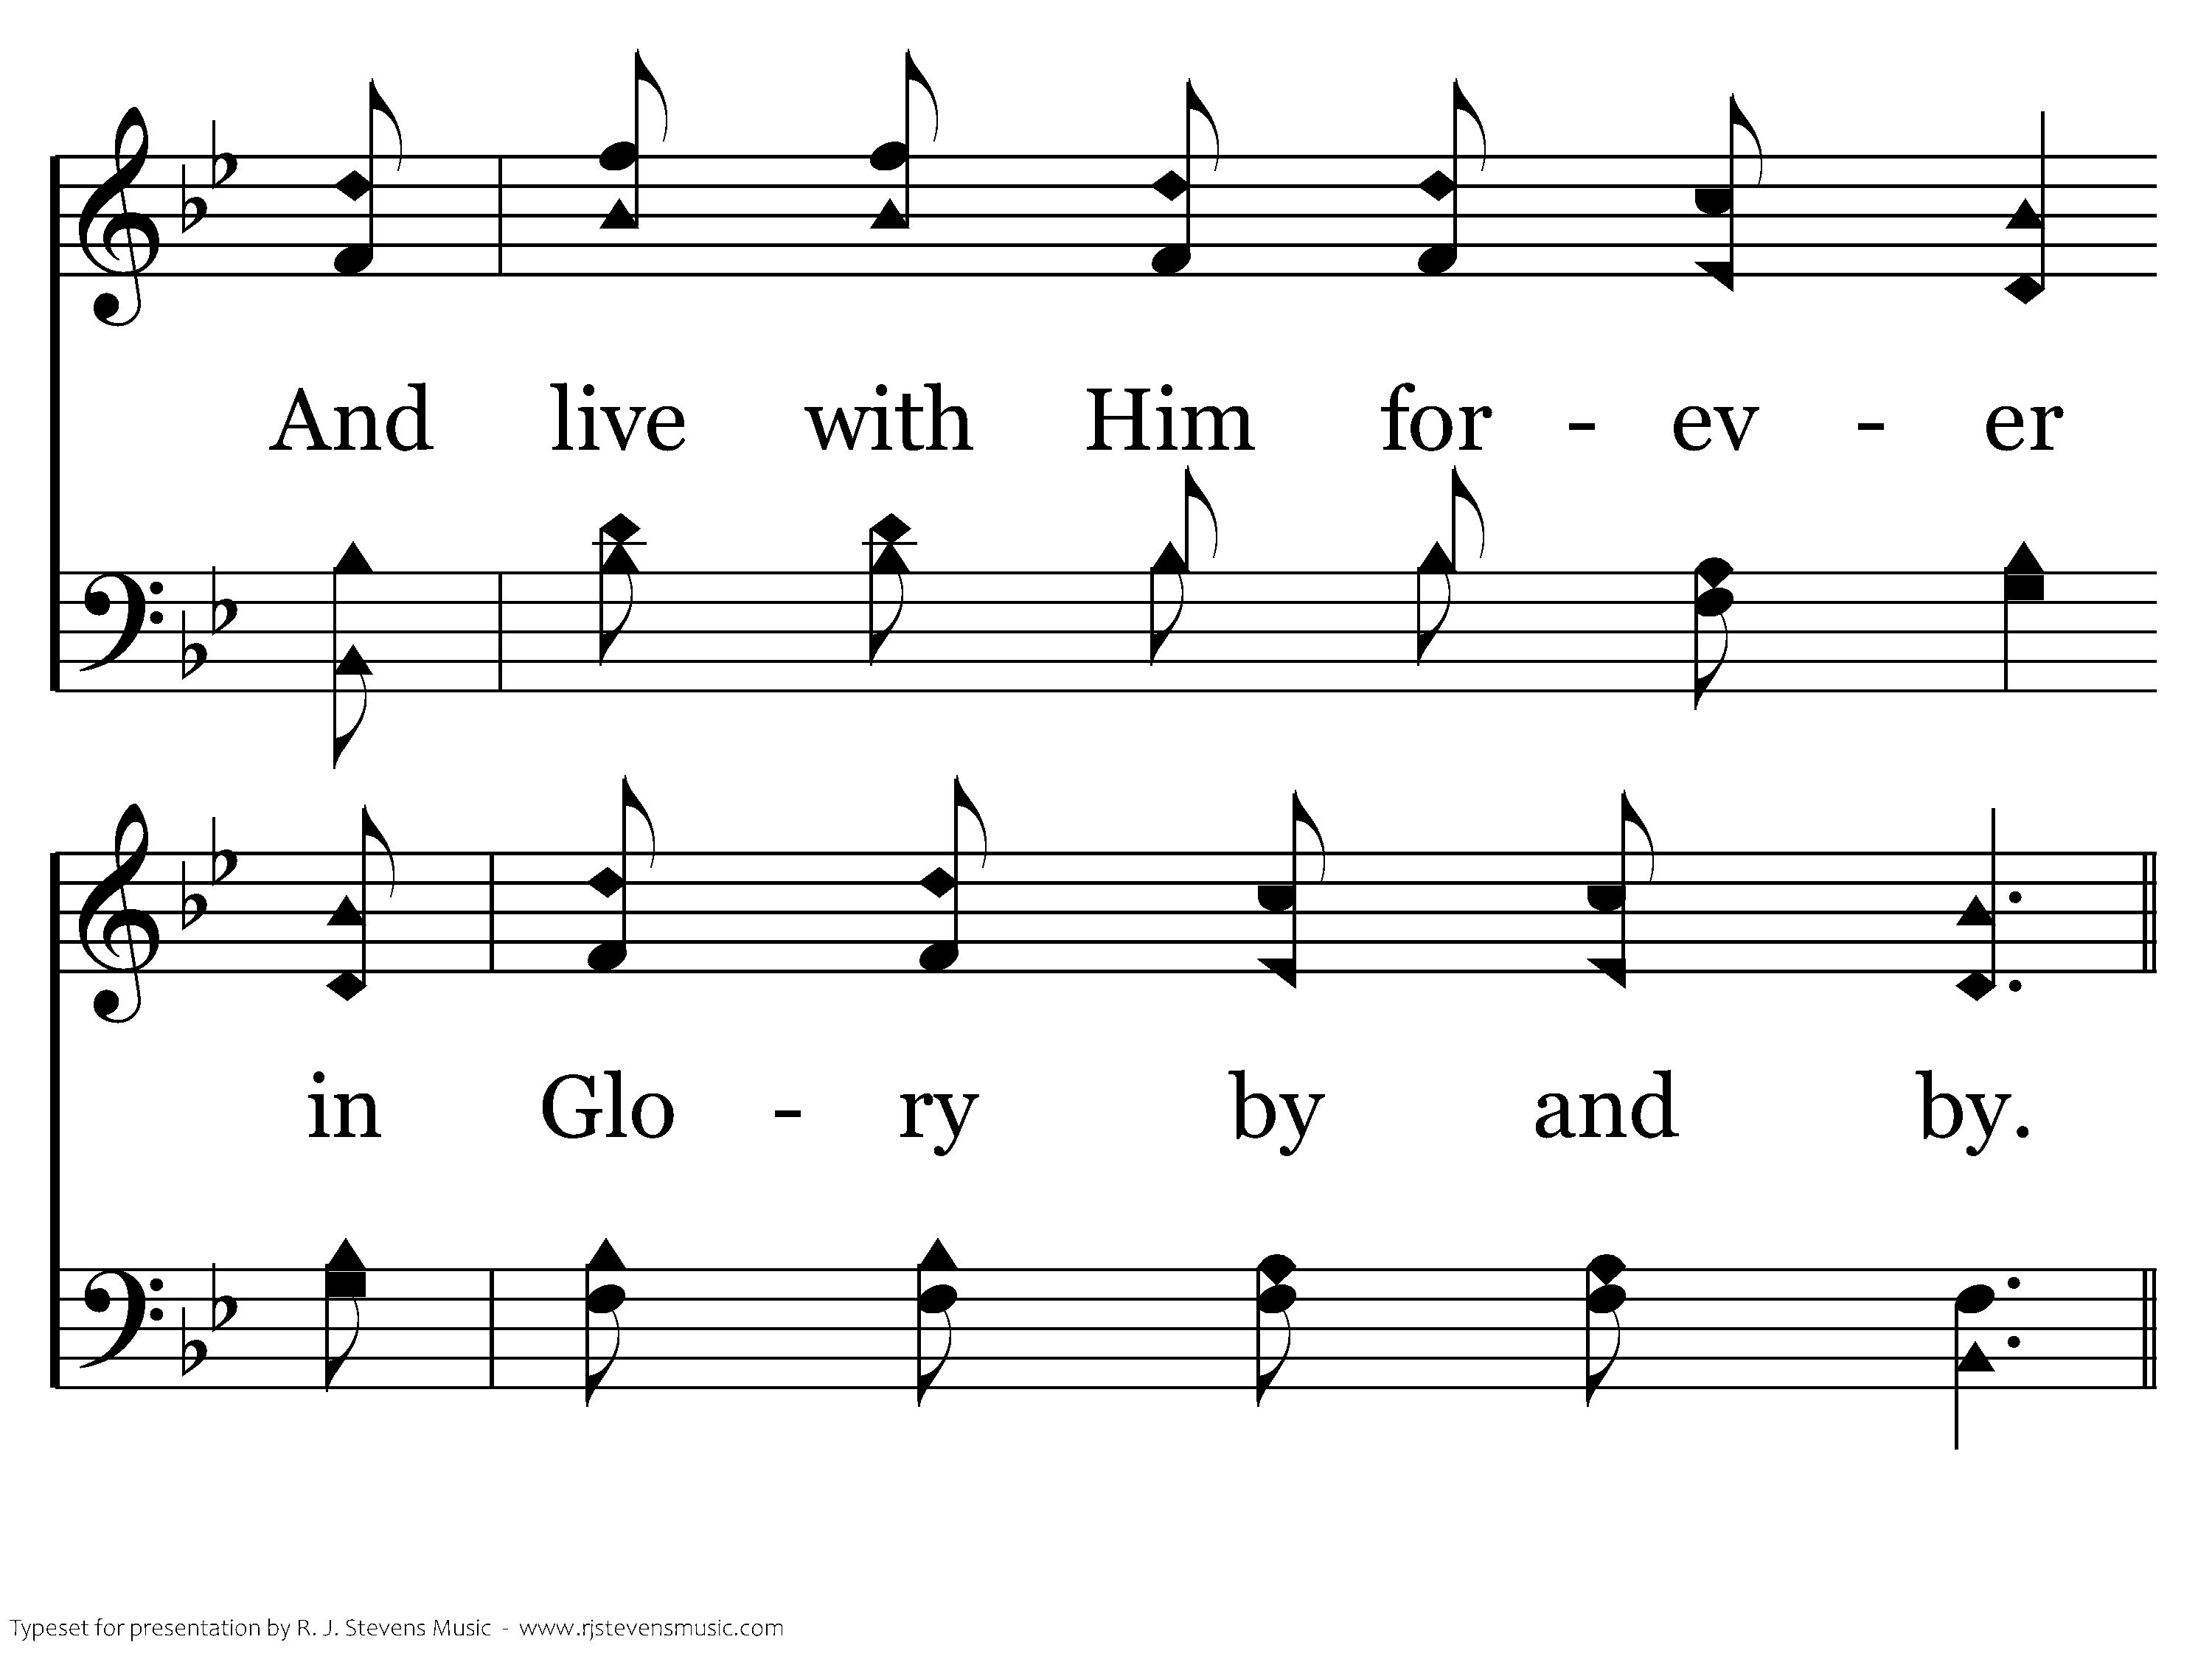 And live with Him for - ev - er
in Glo - ry by and by.
Typeset for presentation by R. J. Stevens Music - www.rjstevensmusic.com